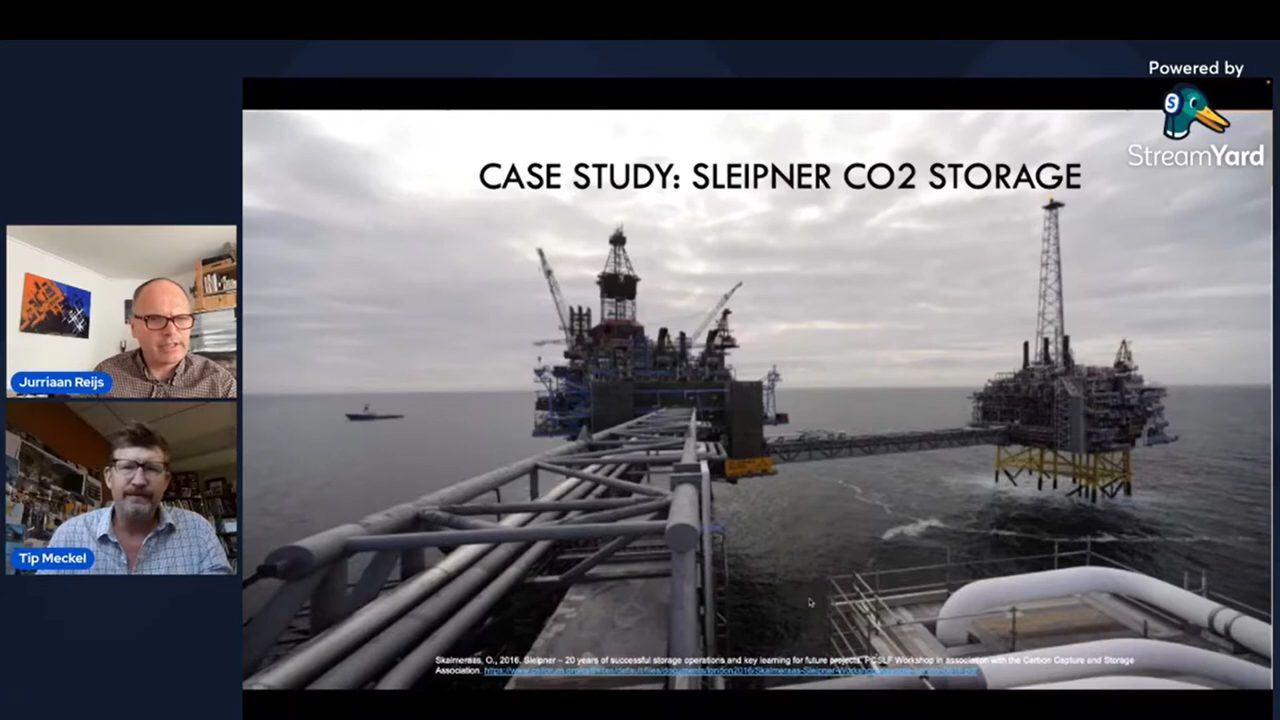 Powered by
StreamYard
CASE STUDY: SLEIPNER CO2 STORAGE
Jurriaan Reijs
Tip Meckel
Skalmeraas, O., 2016. Sleipner – 20 years of successful storage operations and key learning for future projects. Workshop in association with the Carbon Capture and Storage
Association.